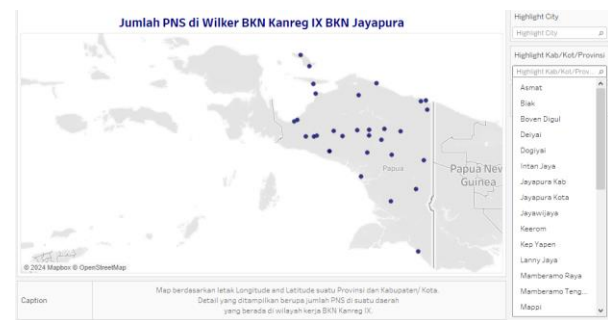 Jumlah PNS di Wilker BKN Kanreg IX BKN Jayapura
Papua
Papua New
Guinea
© 2024 Mapbox © OpenStreetMap
Caption
Map berdasarkan letak Longitude and Latitude suatu Provinsi dan Kabupaten/ Kota.
Detail yang ditampilkan berupa jumlah PNS di suatu daerah
yang berada di wilayah kerja BKN Kanreg IX.
Highlight City
Highlight City
Highlight Kab/Kot/Provinsi
Highlight Kab/Kot/Prov...
Asmat
Biak
Boven Digul
Deiyai
Dogiyai
Intan Jaya
Jayapura Kab
Jayapura Kota
Jayawijaya
Keerom
Kep Yapen
Lanny Jaya
Mamberamo Raya
Mamberamo Teng...
Mappi